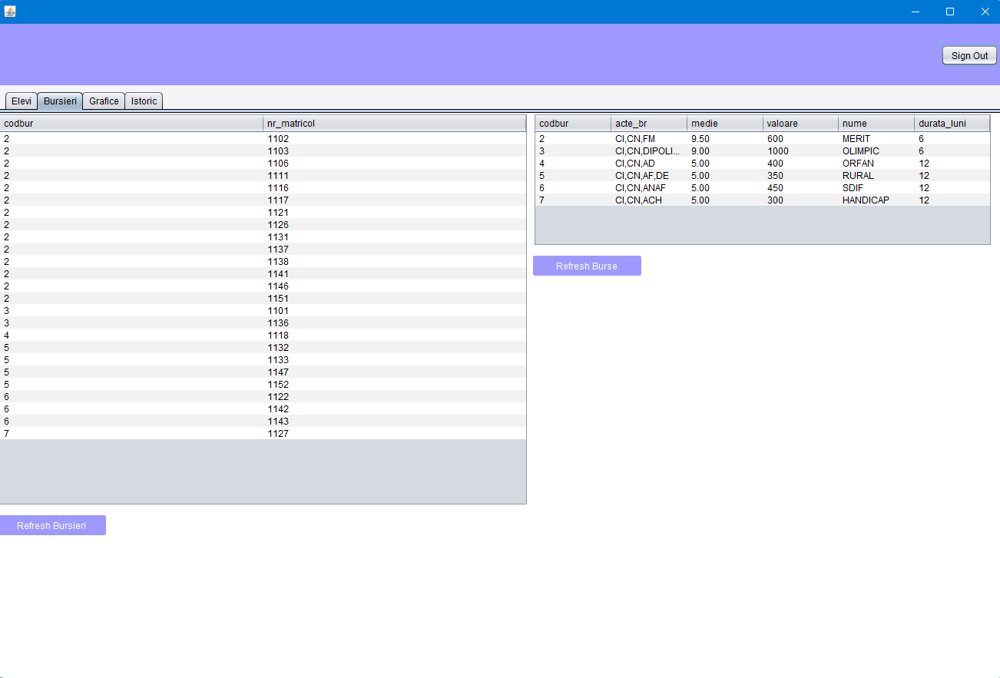 Sign Out
Elevi Bursieri Grafice Istoric
codbur nr_matricol
2 1102
2 1103
2 1106
2 1111
2 1116
2 1117
2 1121
2 1126
2 1131
2 1137
2 1138
2 1141
2 1146
2 1151
3 1101
3 1136
4 1118
5 1132
5 1133
5 1147
5 1152
6 1122
6 1142
6 1143
7 1127
Refresh Bursieri
codbur acte_br medie valoare nume durata_luni
2 CI,CN,FM 9.50 600 MERIT 6
3 CI,CN,DIPOLI... 9.00 1000 OLIMPIC 6
4 CI,CN,AD 5.00 400 ORFAN 12
5 CI,CN,AF,DE 5.00 350 RURAL 12
6 CI,CN,ANAF 5.00 450 SDIF 12
7 CI,CN,ACH 5.00 300 HANDICAP 12
Refresh Burse